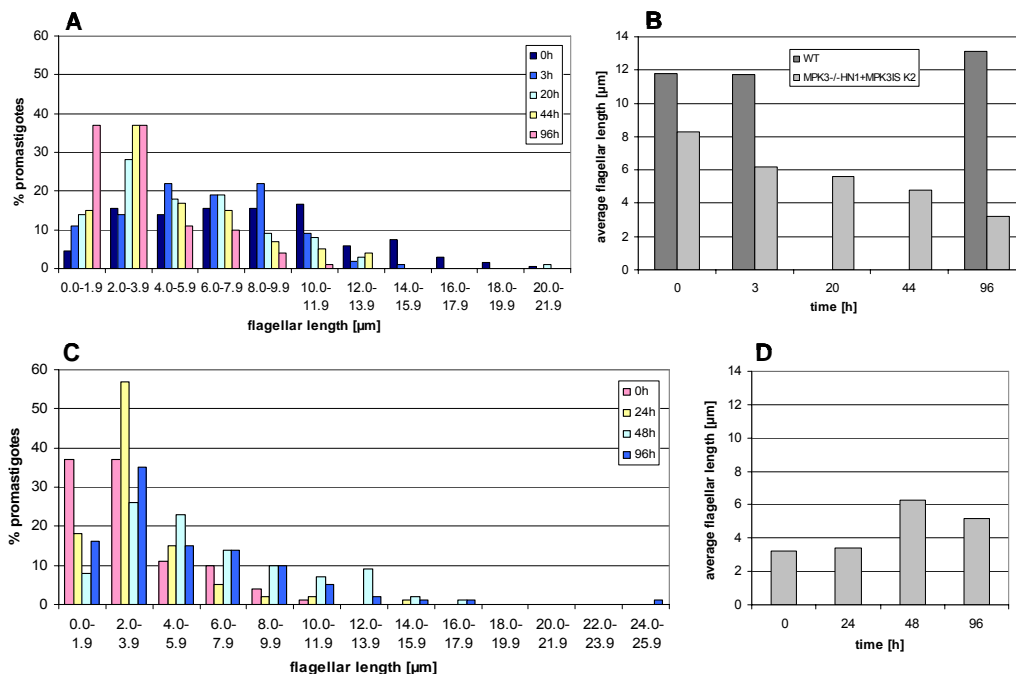 A
60
50
40
30
20
10
0
% promastigotes
0h
3h
20h
44h
96h
0.0-1.9 2.0-3.9 4.0-5.9 6.0-7.9 8.0-9.9 10.0- 12.0- 14.0- 16.0- 18.0- 20.0-
11.9 13.9 15.9 17.9 19.9 21.9
flagellar length [µm]
B
14
12
10
8
6
4
2
0
average flagellar length [µm]
WT
MPK3-/-HN1+MPK3IS K2
0 3 20 44 96
time [h]
C
60
50
40
30
20
10
0
% promastigotes
0h
24h
48h
96h
0.0- 2.0- 4.0- 6.0- 8.0- 10.0- 12.0- 14.0- 16.0- 18.0- 20.0- 22.0- 24.0-
1.9 3.9 5.9 7.9 9.9 11.9 13.9 15.9 17.9 19.9 21.9 23.9 25.9
flagellar length [µm]
D
14
12
10
8
6
4
2
0
average flagellar length [µm]
0 24 48 96
time [h]